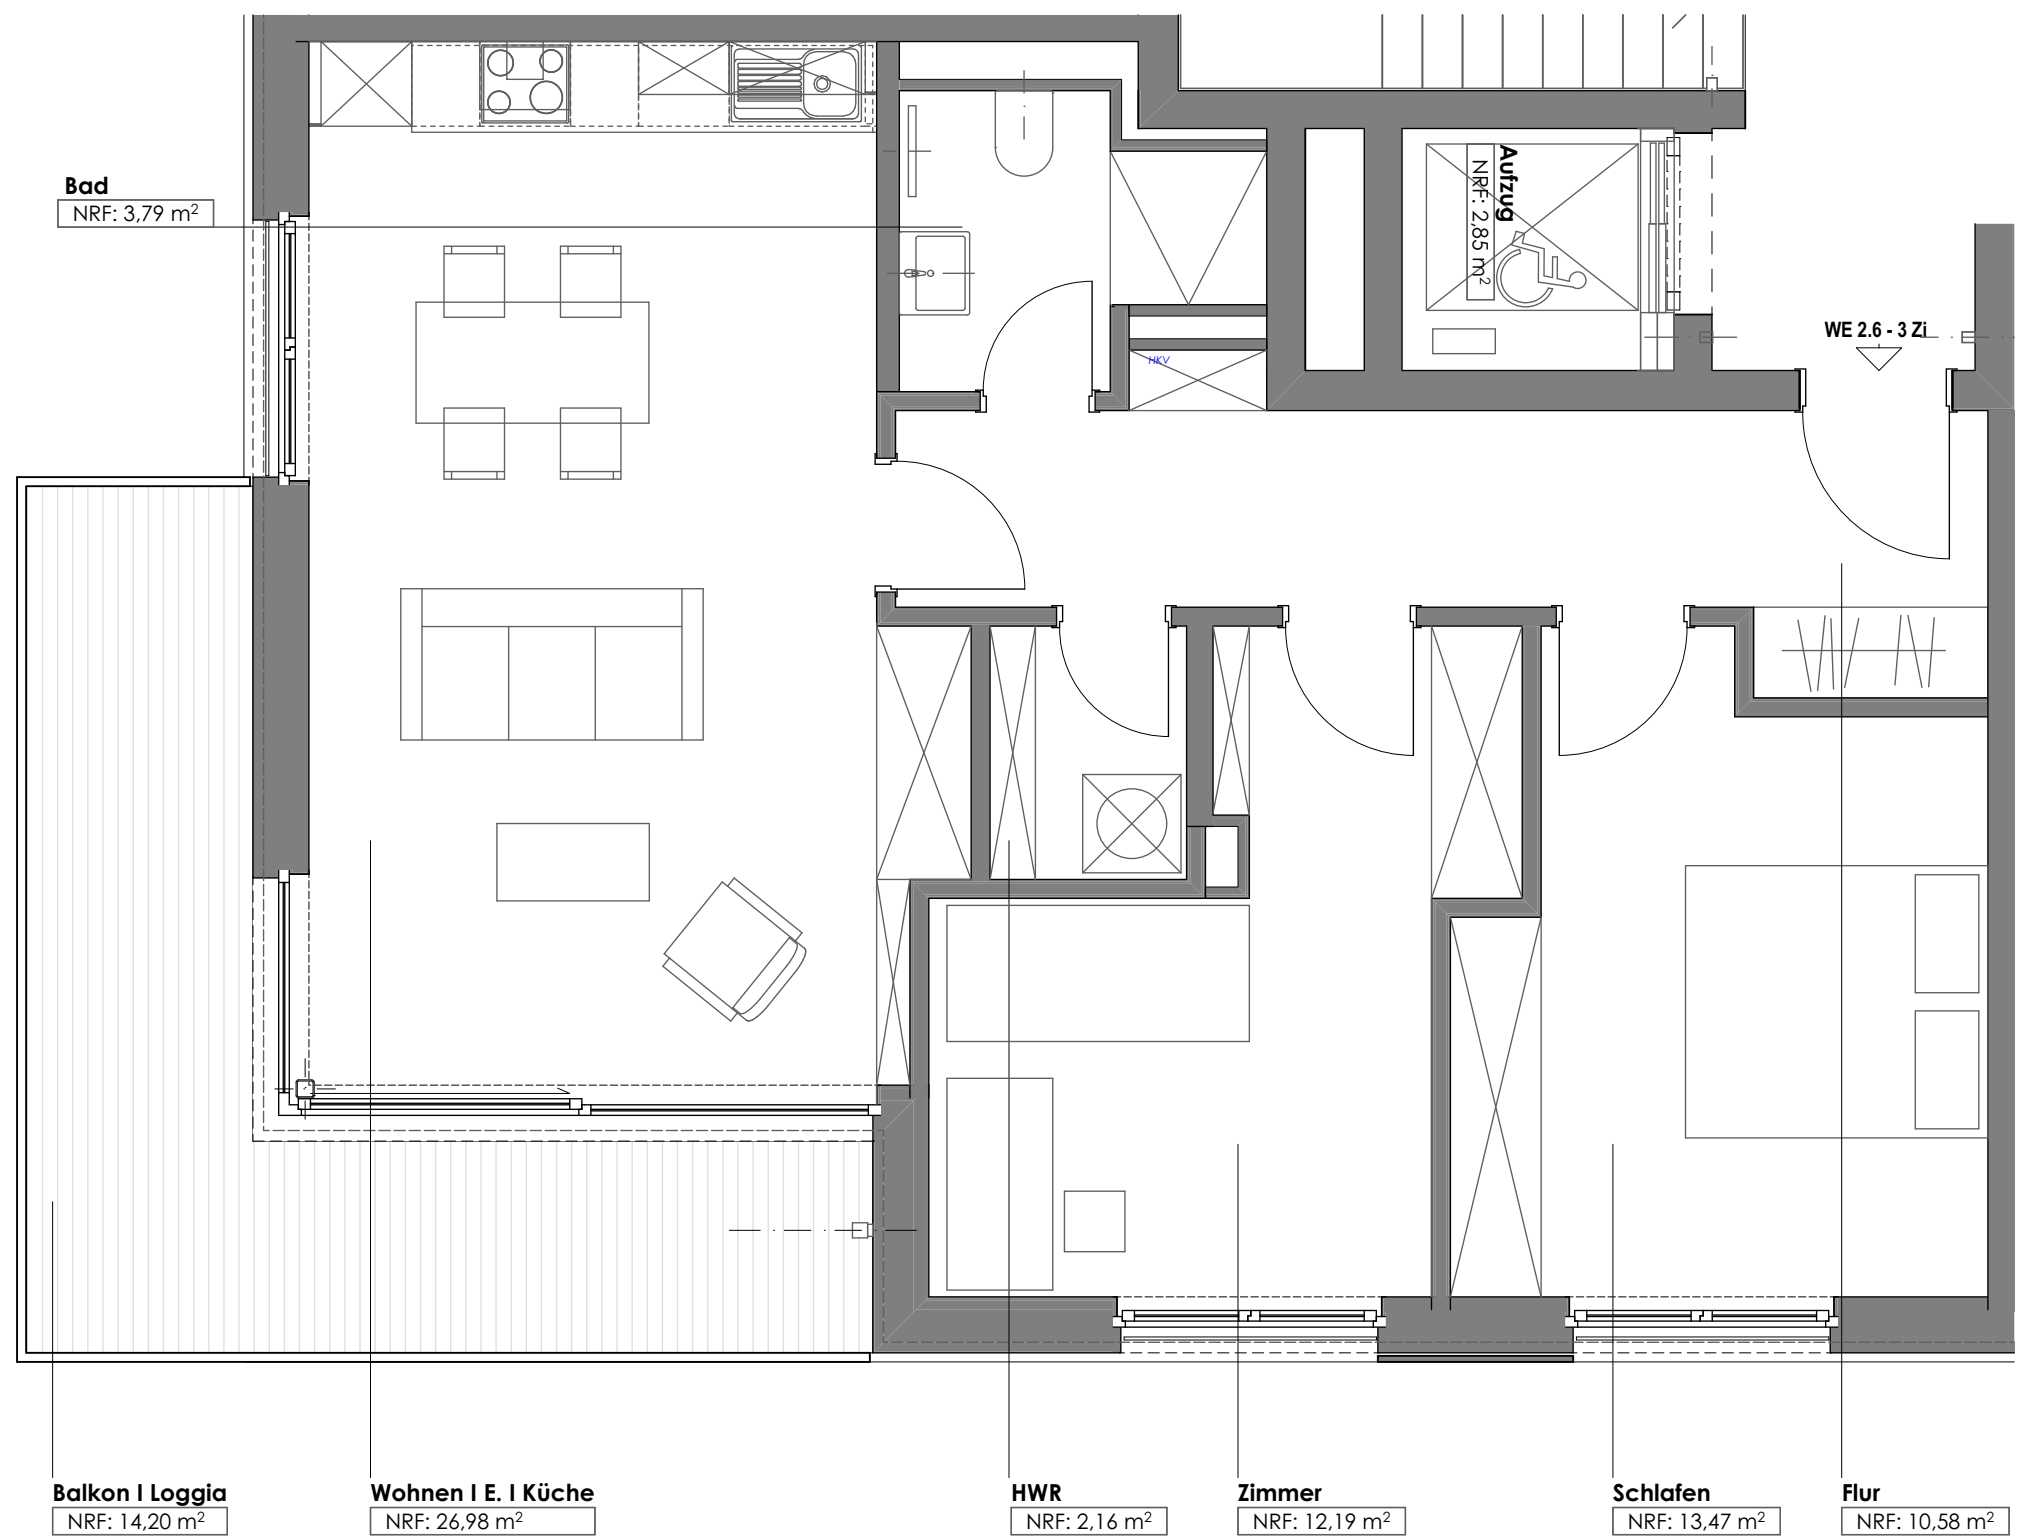 Bad
NRF: 3,79 m²
Aufzug
NRF: 2,85 m²
WE 2.6 - 3 Zi
HKV
Balkon I Loggia
NRF: 14,20 m²
Wohnen I E. I Küche
NRF: 26,98 m²
HWR
NRF: 2,16 m²
Zimmer
NRF: 12,19 m²
Schlafen
NRF: 13,47 m²
Flur
NRF: 10,58 m²